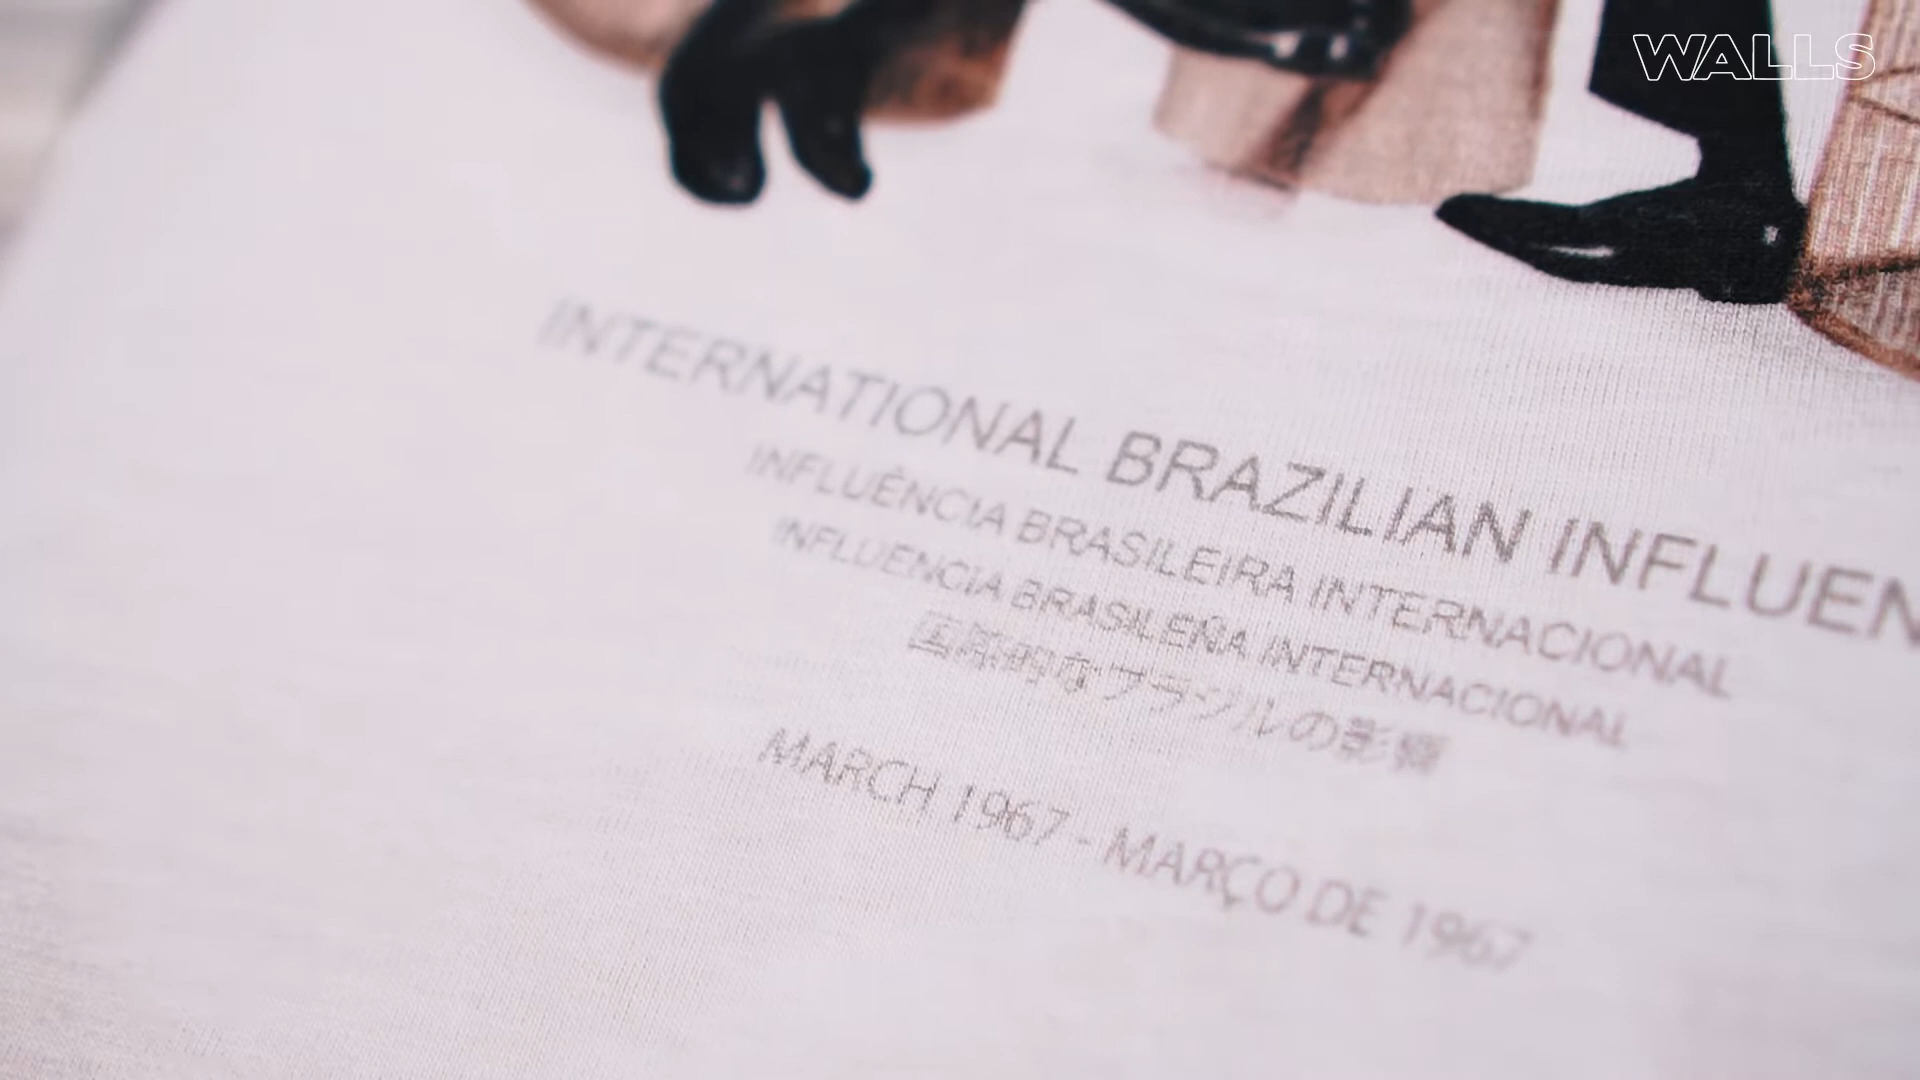 WALLS
INTERNATIONAL BRAZILIAN INFLUEN
INFLUÊNCIA BRASILEIRA INTERNACIONAL
INFLUENCIA BRASILEÑA INTERNACIONAL
国際的なブラジルの影響
MARCH 1967 - MARÇO DE 1967